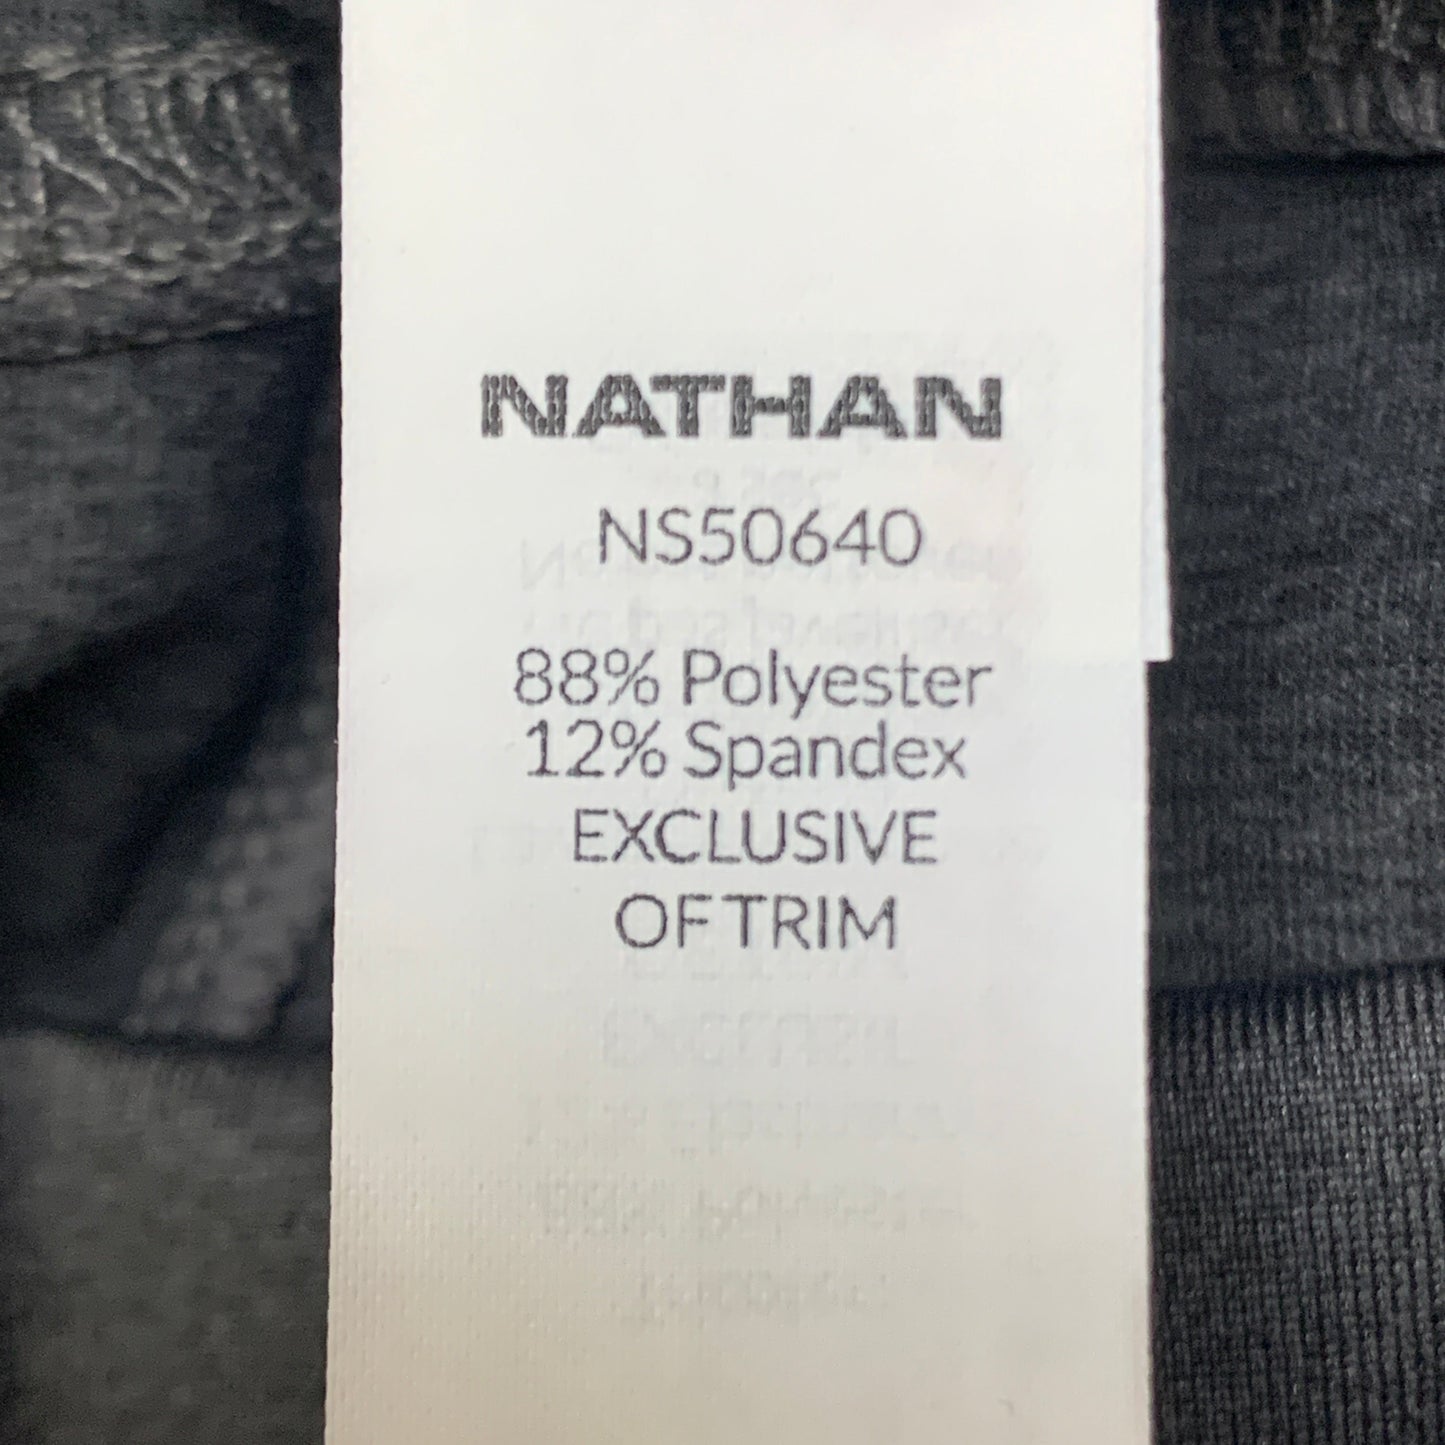 NATHAN
NS50640
88% Polyester
12% Spandex
EXCLUSIVE
OF TRIM